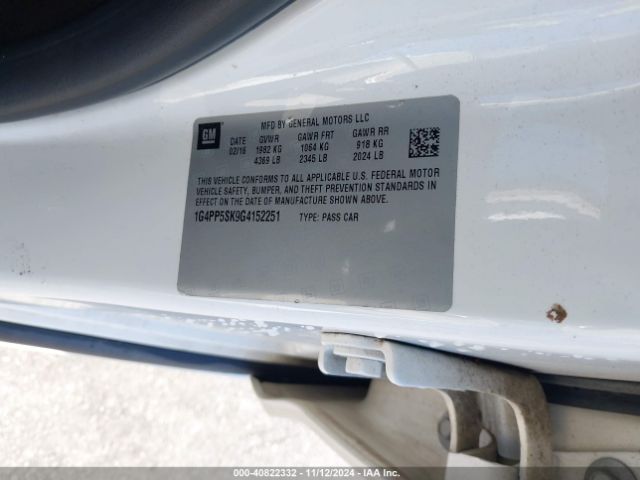 GM
MFD BY GENERAL MOTORS LLC
DATE GVWR GAWR FRT GAWR RR
02/16 1982 KG 1064 KG 918 KG
4369 LB 2345 LB 2024 LB
THIS VEHICLE CONFORMS TO ALL APPLICABLE U.S. FEDERAL MOTOR
VEHICLE SAFETY, BUMPER, AND THEFT PREVENTION STANDARDS IN
EFFECT ON THE DATE OF MANUFACTURE SHOWN ABOVE.
1G4PP5SK9G4152251 TYPE: PASS CAR
000-40822332 - 11/12/2024 - IAA Inc.